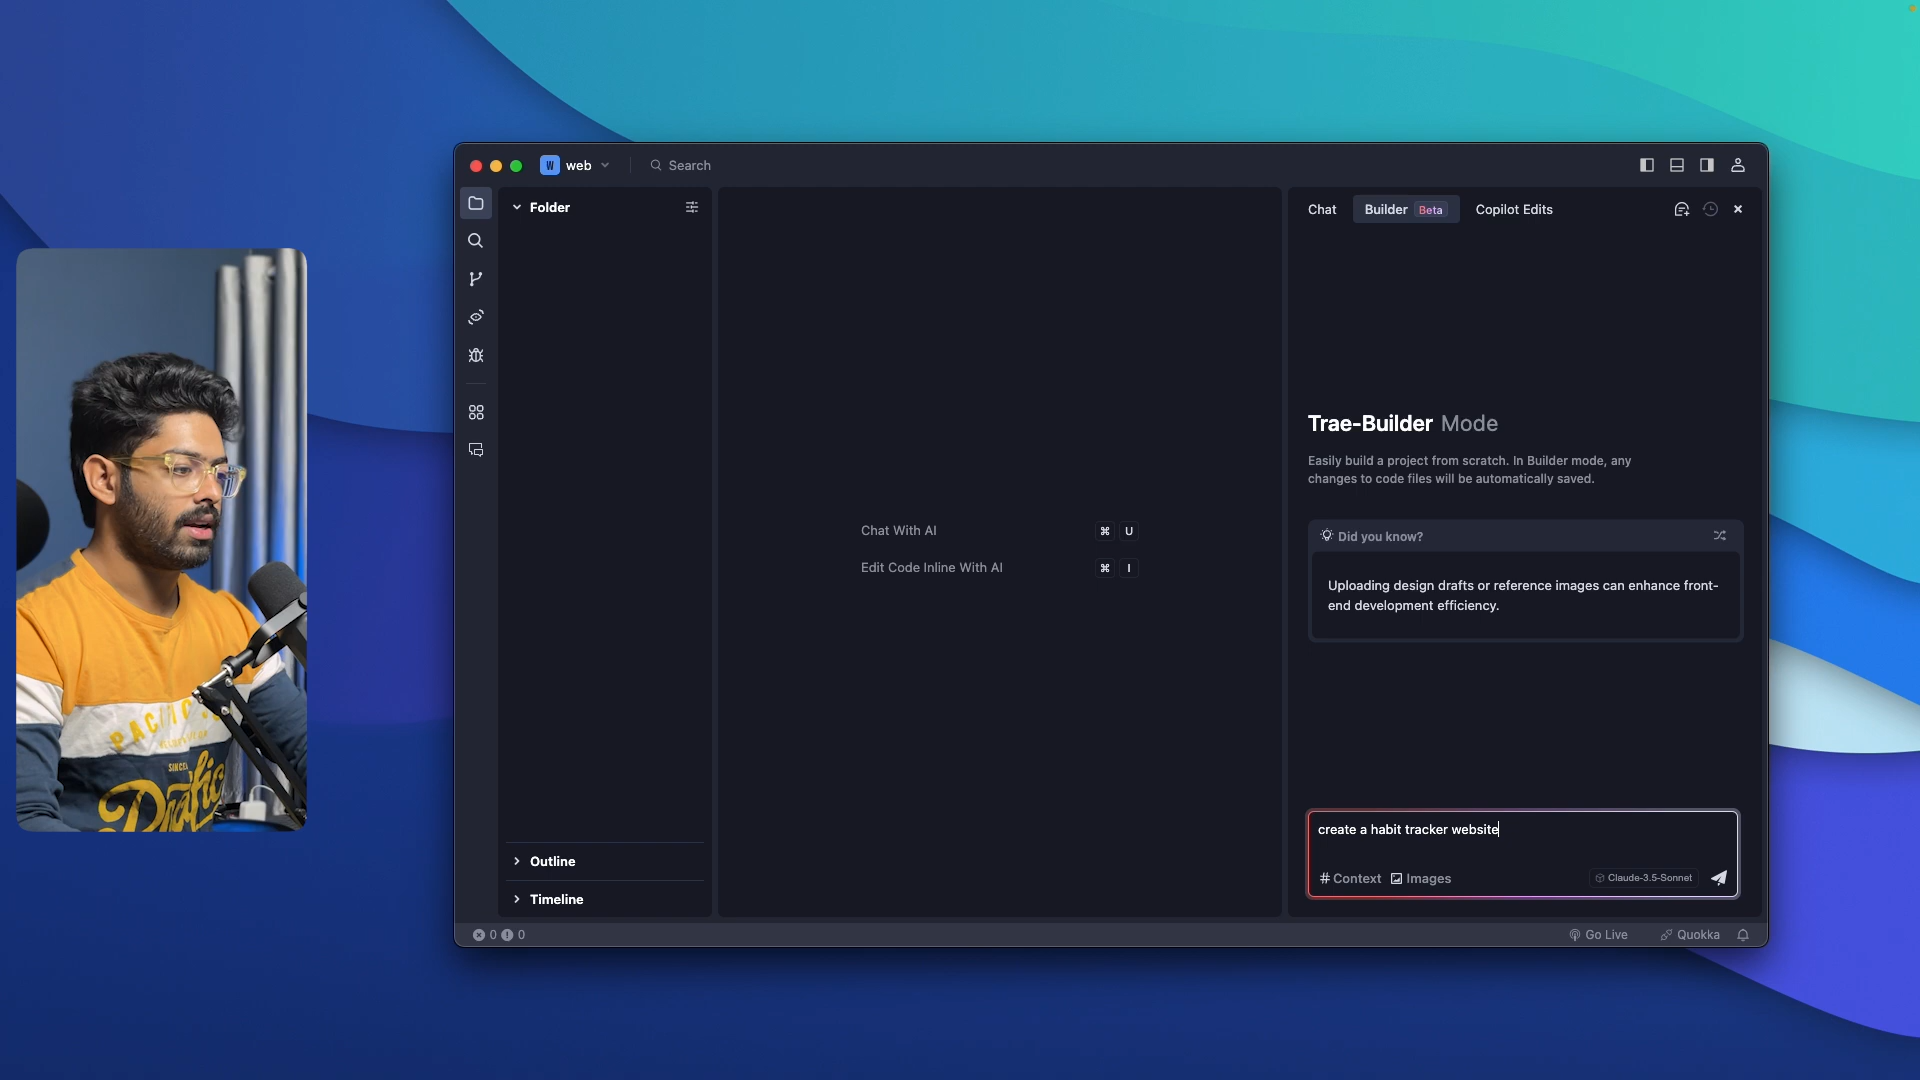 W web
Search
Folder
Chat
Builder Beta
Copilot Edits
Trae-Builder Mode
Easily build a project from scratch. In Builder mode, any
changes to code files will be automatically saved.
Chat With AI ⌘ U
Edit Code Inline With AI ⌘ I
Did you know?
Uploading design drafts or reference images can enhance front-
end development efficiency.
create a habit tracker website
# Context Images Claude-3.5-Sonnet
Outline
Timeline
0 0
Go Live Quokka
PACIFIC
SINCE